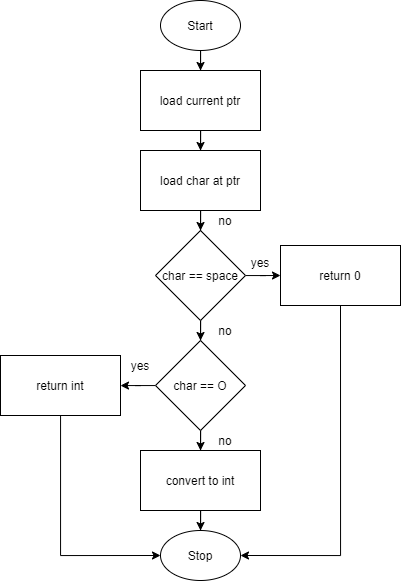 Start
load current ptr
load char at ptr
no
char == space
yes
return 0
no
return int
yes
char == O
no
convert to int
Stop